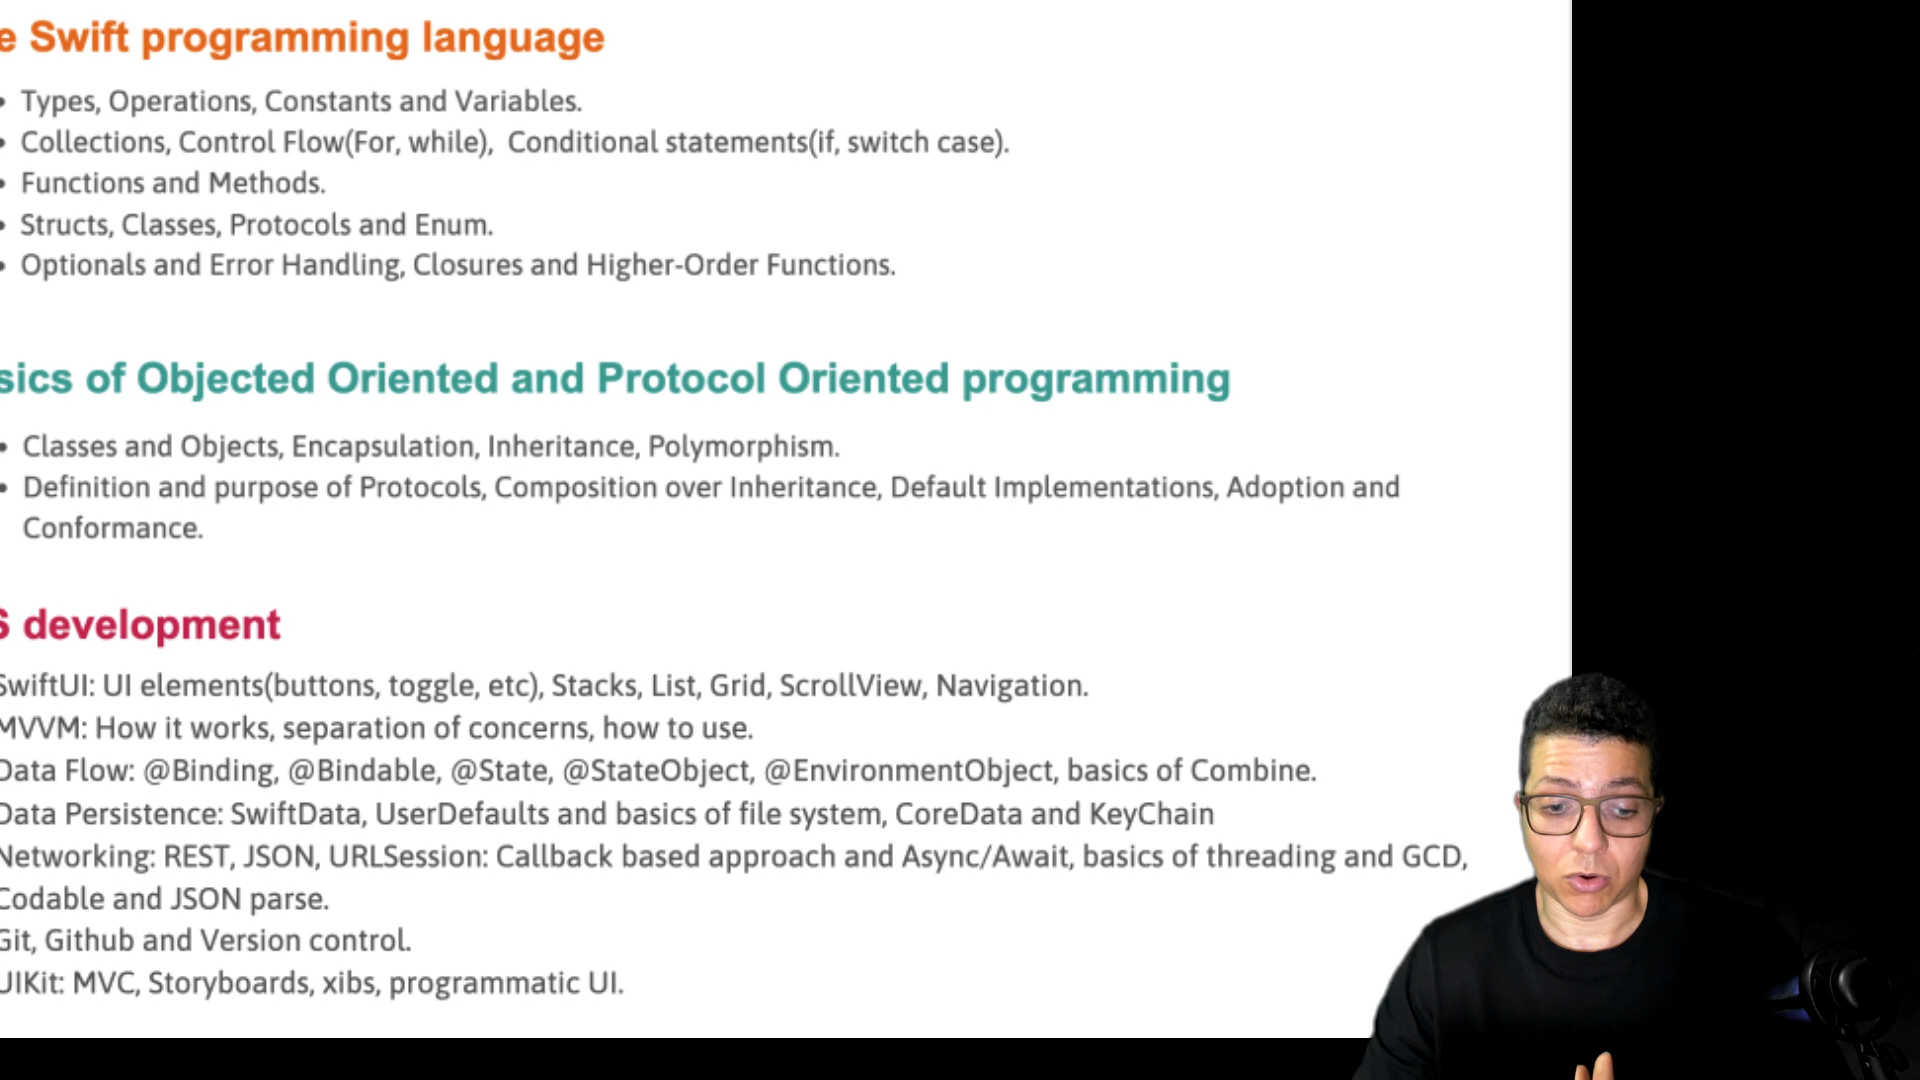 e Swift programming language
• Types, Operations, Constants and Variables.
• Collections, Control Flow(For, while), Conditional statements(if, switch case).
• Functions and Methods.
• Structs, Classes, Protocols and Enum.
• Optionals and Error Handling, Closures and Higher-Order Functions.
sics of Objected Oriented and Protocol Oriented programming
• Classes and Objects, Encapsulation, Inheritance, Polymorphism.
• Definition and purpose of Protocols, Composition over Inheritance, Default Implementations, Adoption and
Conformance.
S development
SwiftUI: UI elements(buttons, toggle, etc), Stacks, List, Grid, ScrollView, Navigation.
MVVM: How it works, separation of concerns, how to use.
Data Flow: @Binding, @Bindable, @State, @StateObject, @EnvironmentObject, basics of Combine.
Data Persistence: SwiftData, UserDefaults and basics of file system, CoreData and KeyChain
Networking: REST, JSON, URLSession: Callback based approach and Async/Await, basics of threading and GCD,
Codable and JSON parse.
Git, Github and Version control.
UIKit: MVC, Storyboards, xibs, programmatic UI.